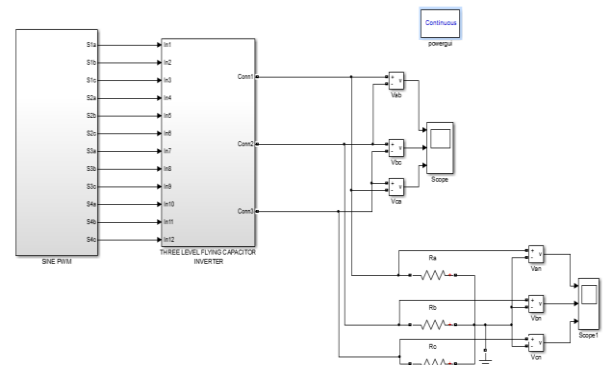 Continuous
powergui
S1a
S1b
S1c
S2a
S2b
S2c
S3a
S3b
S3c
S4a
S4b
S4c
SINE PWM
In1
In2
In3
In4
In5
In6
In7
In8
In9
In10
In11
In12
Conn1
Conn2
Conn3
THREE LEVEL FLYING CAPACITOR
INVERTER
+
-
v
Vab
+
-
v
Vbc
+
-
v
Vca
Scope
Ra
Rb
Rc
+
-
v
Van
+
-
v
Vbn
+
-
v
Vcn
Scope1